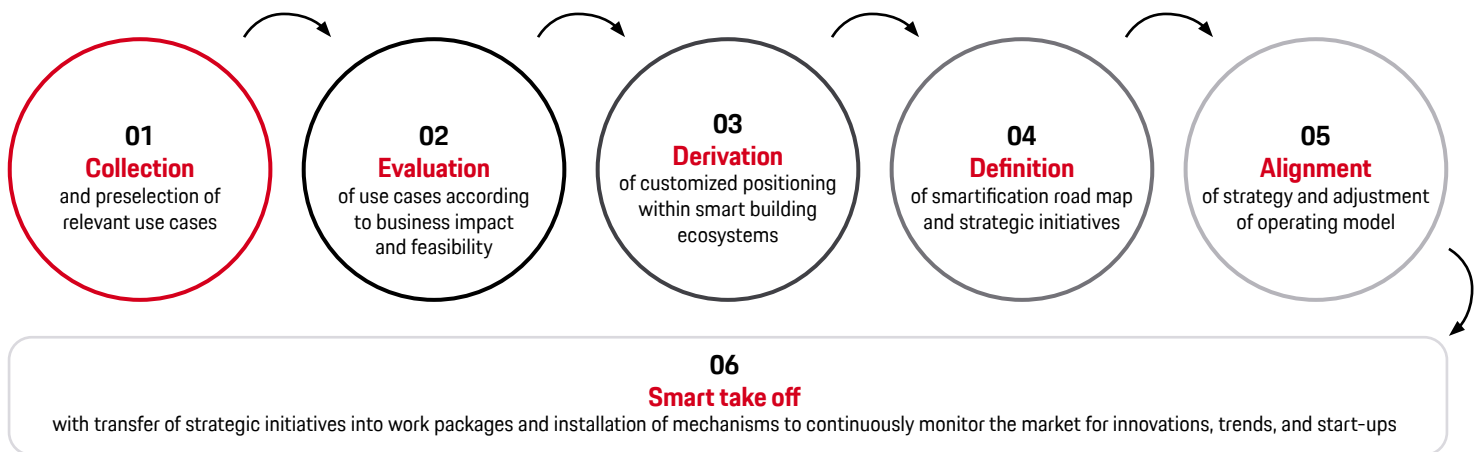 01
Collection
and preselection of
relevant use cases
02
Evaluation
of use cases according
to business impact
and feasibility
03
Derivation
of customized positioning
within smart building
ecosystems
04
Definition
of smartification road map
and strategic initiatives
05
Alignment
of strategy and adjustment
of operating model
06
Smart take off
with transfer of strategic initiatives into work packages and installation of mechanisms to continuously monitor the market for innovations, trends, and start-ups